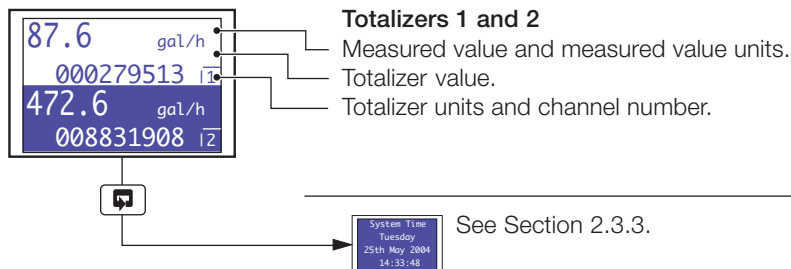 Totalizers 1 and 2
87.6 gal/h
Measured value and measured value units.
000279513 l1
Totalizer value.
Totalizer units and channel number.
472.6 gal/h
008831908 l2
System Time
Tuesday
25th May 2004
14:33:48
See Section 2.3.3.